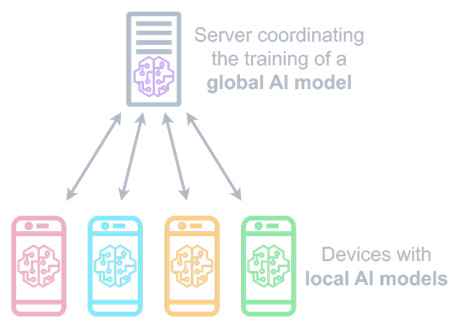 Server coordinating
the training of a
global AI model
Devices with
local AI models